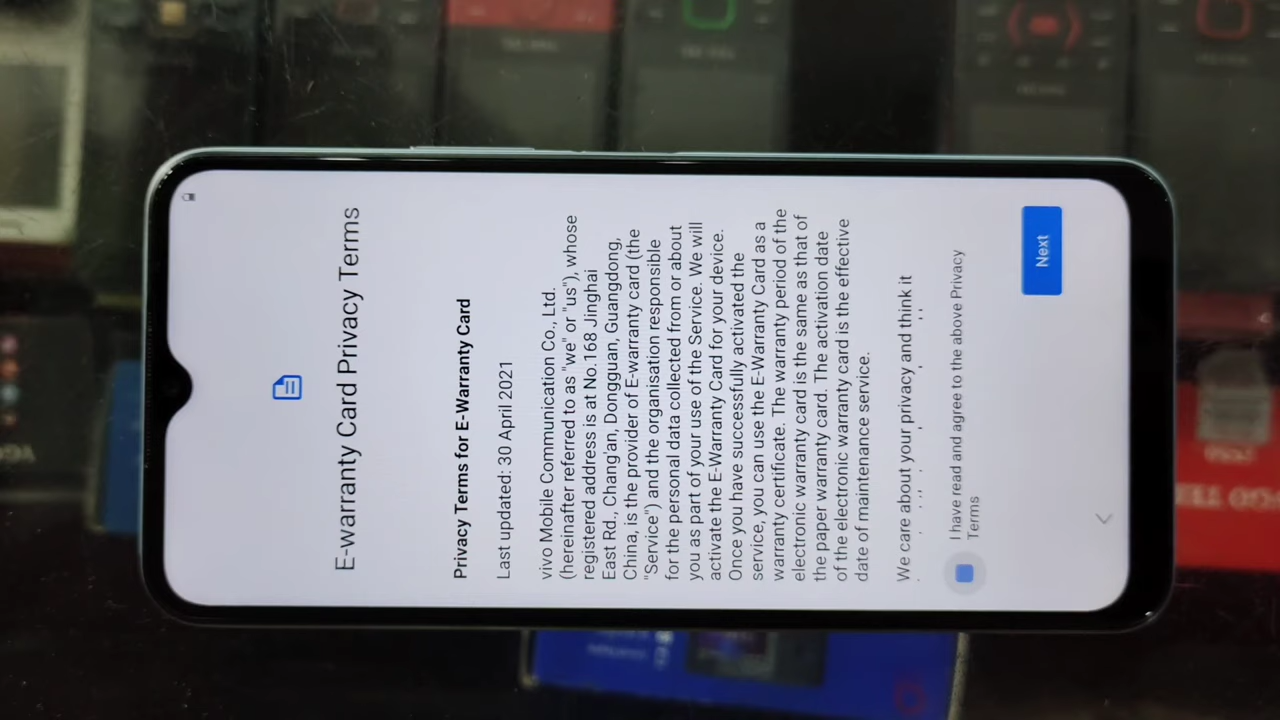 E-warranty Card Privacy Terms
Privacy Terms for E-Warranty Card
Last updated: 30 April 2021
vivo Mobile Communication Co., Ltd.
(hereinafter referred to as "we" or "us"), whose
registered address is at No.168 Jinghai
East Rd., Chang'an, Dongguan, Guangdong,
China, is the provider of E-warranty card (the
"Service") and the organisation responsible
for the personal data collected from or about
you as part of your use of the Service. We will
activate the E-Warranty Card for your device.
Once you have successfully activated the
service, you can use the E-Warranty Card as a
warranty certificate. The warranty period of the
electronic warranty card is the same as that of
the paper warranty card. The activation date
of the electronic warranty card is the effective
date of maintenance service.
We care about your privacy and think it
I have read and agree to the above Privacy
Terms
Next